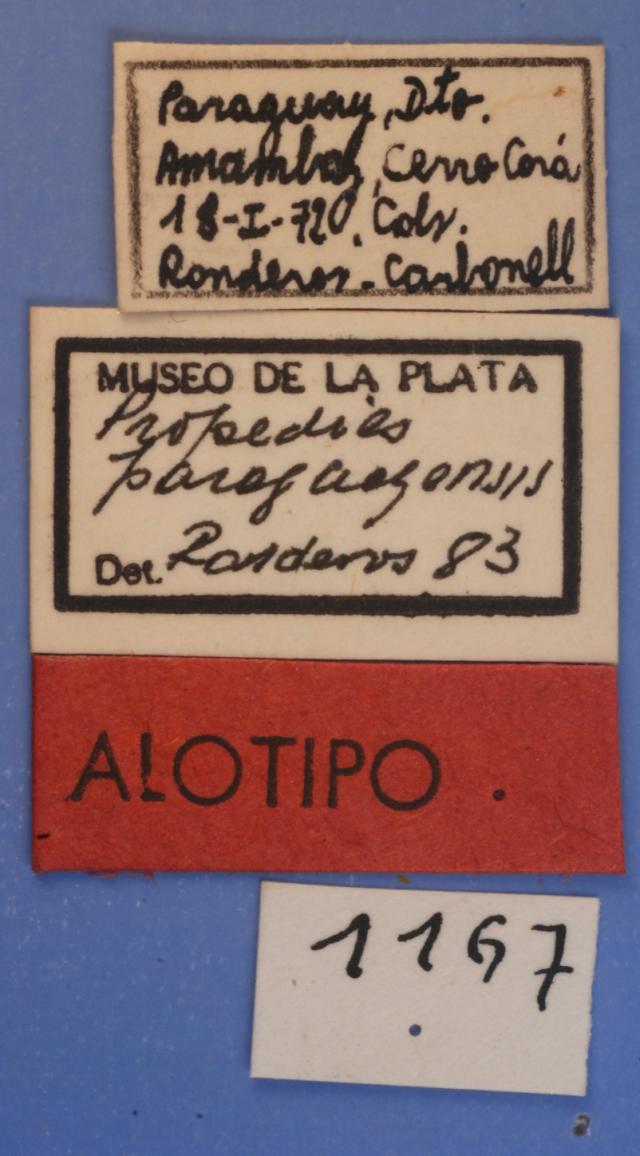 Paraguay, Dto.
Amambay, Cerro Corá
18-I-720. Cols.
Ronderos-Carbonell
MUSEO DE LA PLATA
Propedies
paraguayensis
Det. Ronderos 83
ALOTIPO.
1167